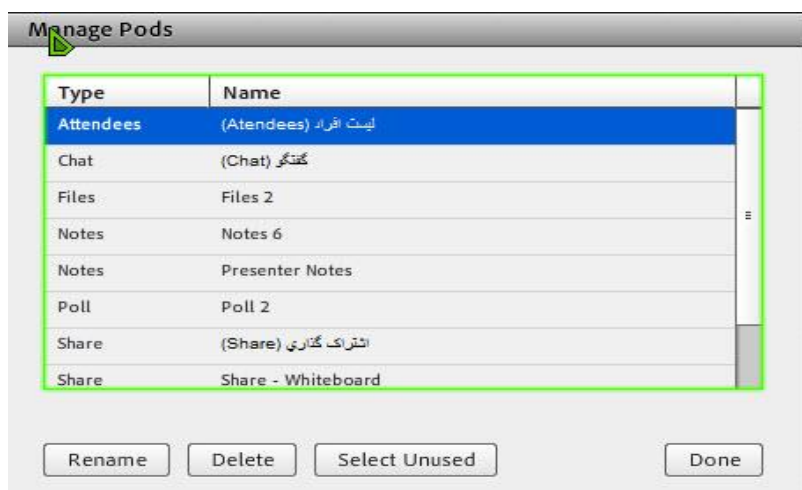 Manage Pods
Type Name
Attendees لیست افراد (Atendees)
Chat گفتگو (Chat)
Files Files 2
Notes Notes 6
Notes Presenter Notes
Poll Poll 2
Share اشتراک گذاري (Share)
Share Share - Whiteboard
Rename Delete Select Unused Done